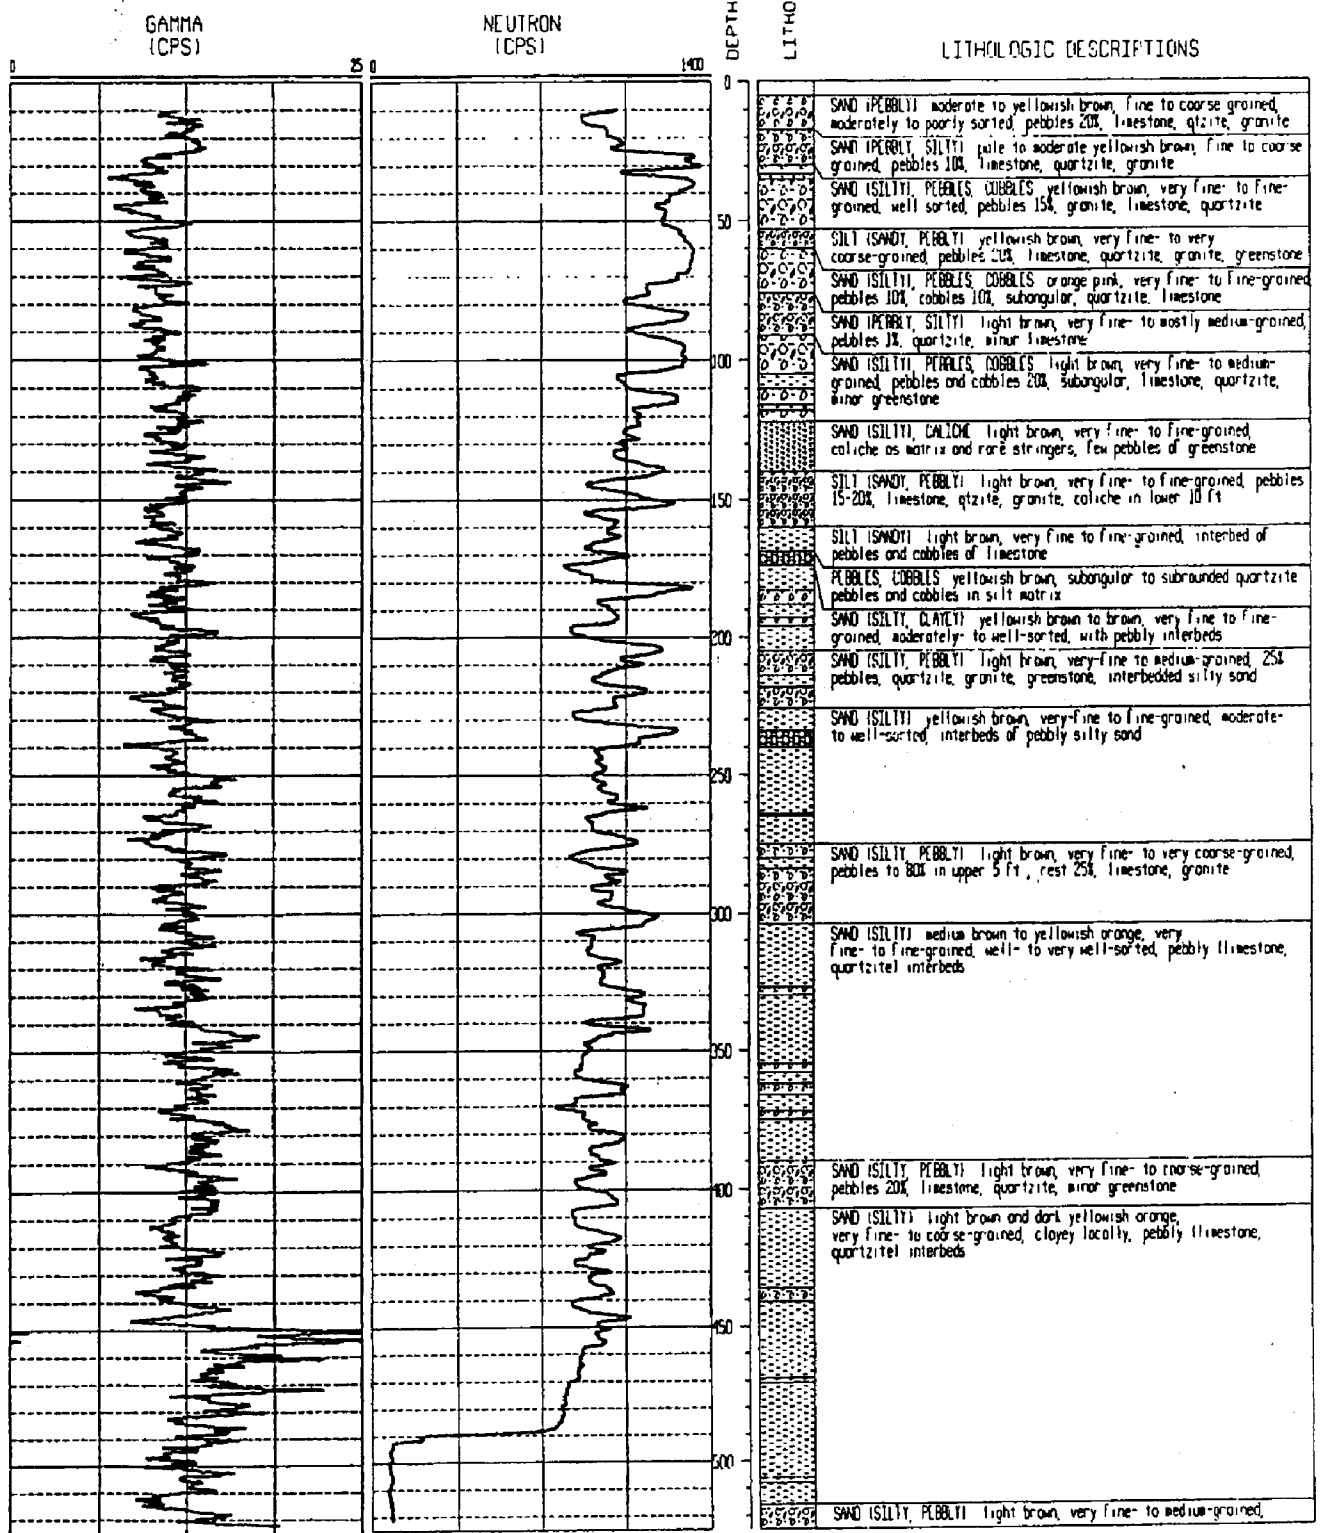 GAMMA
(CPS)
NEUTRON
(CPS)
DEPTH
LITHO
LITHOLOGIC DESCRIPTIONS
0
25
0
1400
0
50
100
150
200
250
300
350
400
450
500
SAND (PEBBLY) moderate to yellowish brown, fine to coarse grained,
moderately to poorly sorted, pebbles 20%, limestone, qtzite, granite
SAND (PEBBLY, SILTY) pale to moderate yellowish brown, fine to coarse
grained, pebbles 10%, limestone, quartzite, granite
SAND (SILTY), PEBBLES, COBBLES yellowish brown, very fine- to fine-
grained, well sorted, pebbles 15%, granite, limestone, quartzite
SILT (SANDY, PEBBLY) yellowish brown, very fine- to very
coarse-grained, pebbles 20%, limestone, quartzite, granite, greenstone
SAND (SILTY), PEBBLES, COBBLES orange pink, very fine- to fine-grained
pebbles 10%, cobbles 10%, subangular, quartzite, limestone
SAND (PEBBLY, SILTY) light brown, very fine- to mostly medium-grained,
pebbles 1%, quartzite, minor limestone
SAND (SILTY), PEBBLES, COBBLES light brown, very fine- to medium-
grained, pebbles and cobbles 20%, subangular, limestone, quartzite,
minor greenstone
SAND (SILTY), CALICHE light brown, very fine- to fine-grained,
caliche as matrix and rare stringers, few pebbles of greenstone
SILT (SANDY, PEBBLY) light brown, very fine- to fine-grained, pebbles
15-20%, limestone, qtzite, granite, caliche in lower 10 ft
SILT (SANDY) light brown, very fine to fine-grained, interbed of
pebbles and cobbles of limestone
PEBBLES, COBBLES yellowish brown, subangular to subrounded quartzite
pebbles and cobbles in silt matrix
SAND (SILTY, CLAYEY) yellowish brown to brown, very fine to fine-
grained, moderately- to well-sorted, with pebbly interbeds
SAND (SILTY, PEBBLY) light brown, very-fine to medium-grained, 25%
pebbles, quartzite, granite, greenstone, interbedded silty sand
SAND (SILTY) yellowish brown, very-fine to fine-grained, moderate-
to well-sorted, interbeds of pebbly silty sand
SAND (SILTY, PEBBLY) light brown, very fine- to very coarse-grained,
pebbles to 80% in upper 5 ft , rest 25%, limestone, granite
SAND (SILTY) medium brown to yellowish orange, very
fine- to fine-grained, well- to very well-sorted, pebbly (limestone,
quartzite) interbeds
SAND (SILTY, PEBBLY) light brown, very fine- to coarse-grained,
pebbles 20%, limestone, quartzite, minor greenstone
SAND (SILTY) light brown and dark yellowish orange,
very fine- to coarse-grained, clayey locally, pebbly (limestone,
quartzite) interbeds
SAND (SILTY, PEBBLY) light brown, very fine- to medium-grained,